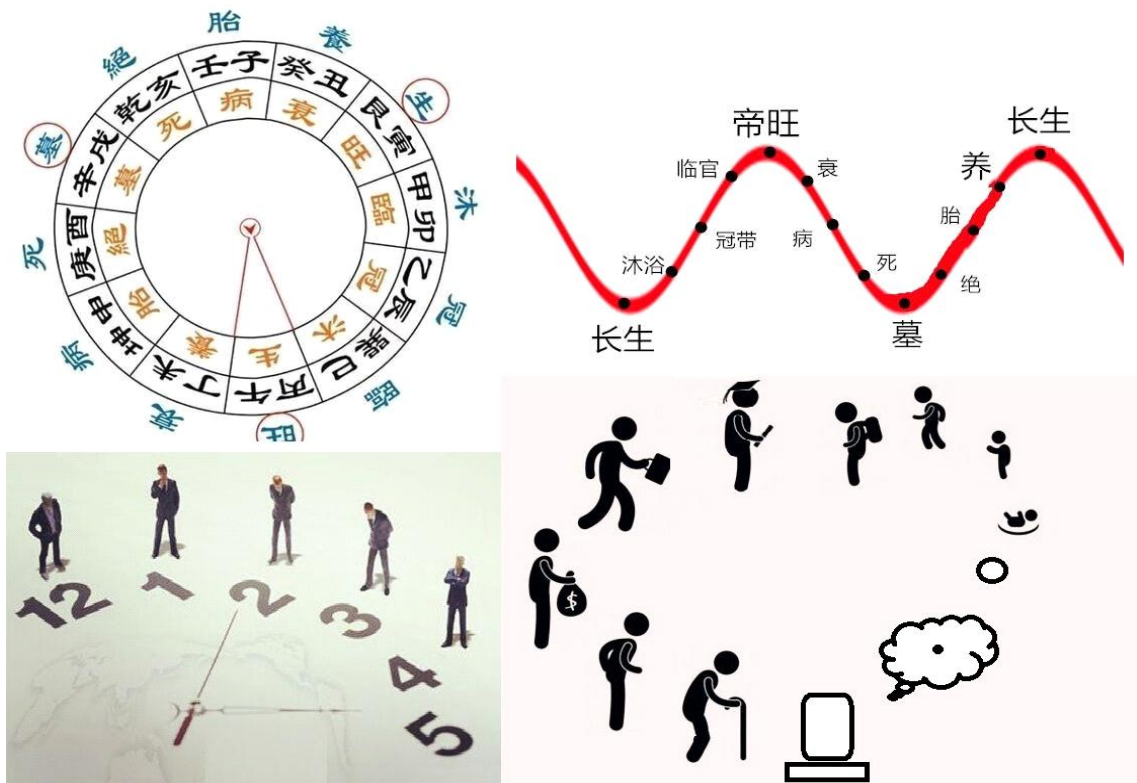 胎
養
生
沐
冠
臨
旺
衰
病
死
墓
絕
壬子
癸丑
艮寅
甲卯
乙辰
巽巳
丙午
丁未
坤申
庚酉
辛戌
乾亥
病
衰
旺
臨
冠
沐
生
養
胎
絕
墓
死
帝旺
长生
临官
衰
养
冠带
病
胎
沐浴
死
绝
长生
墓
12
1
2
3
4
5
$